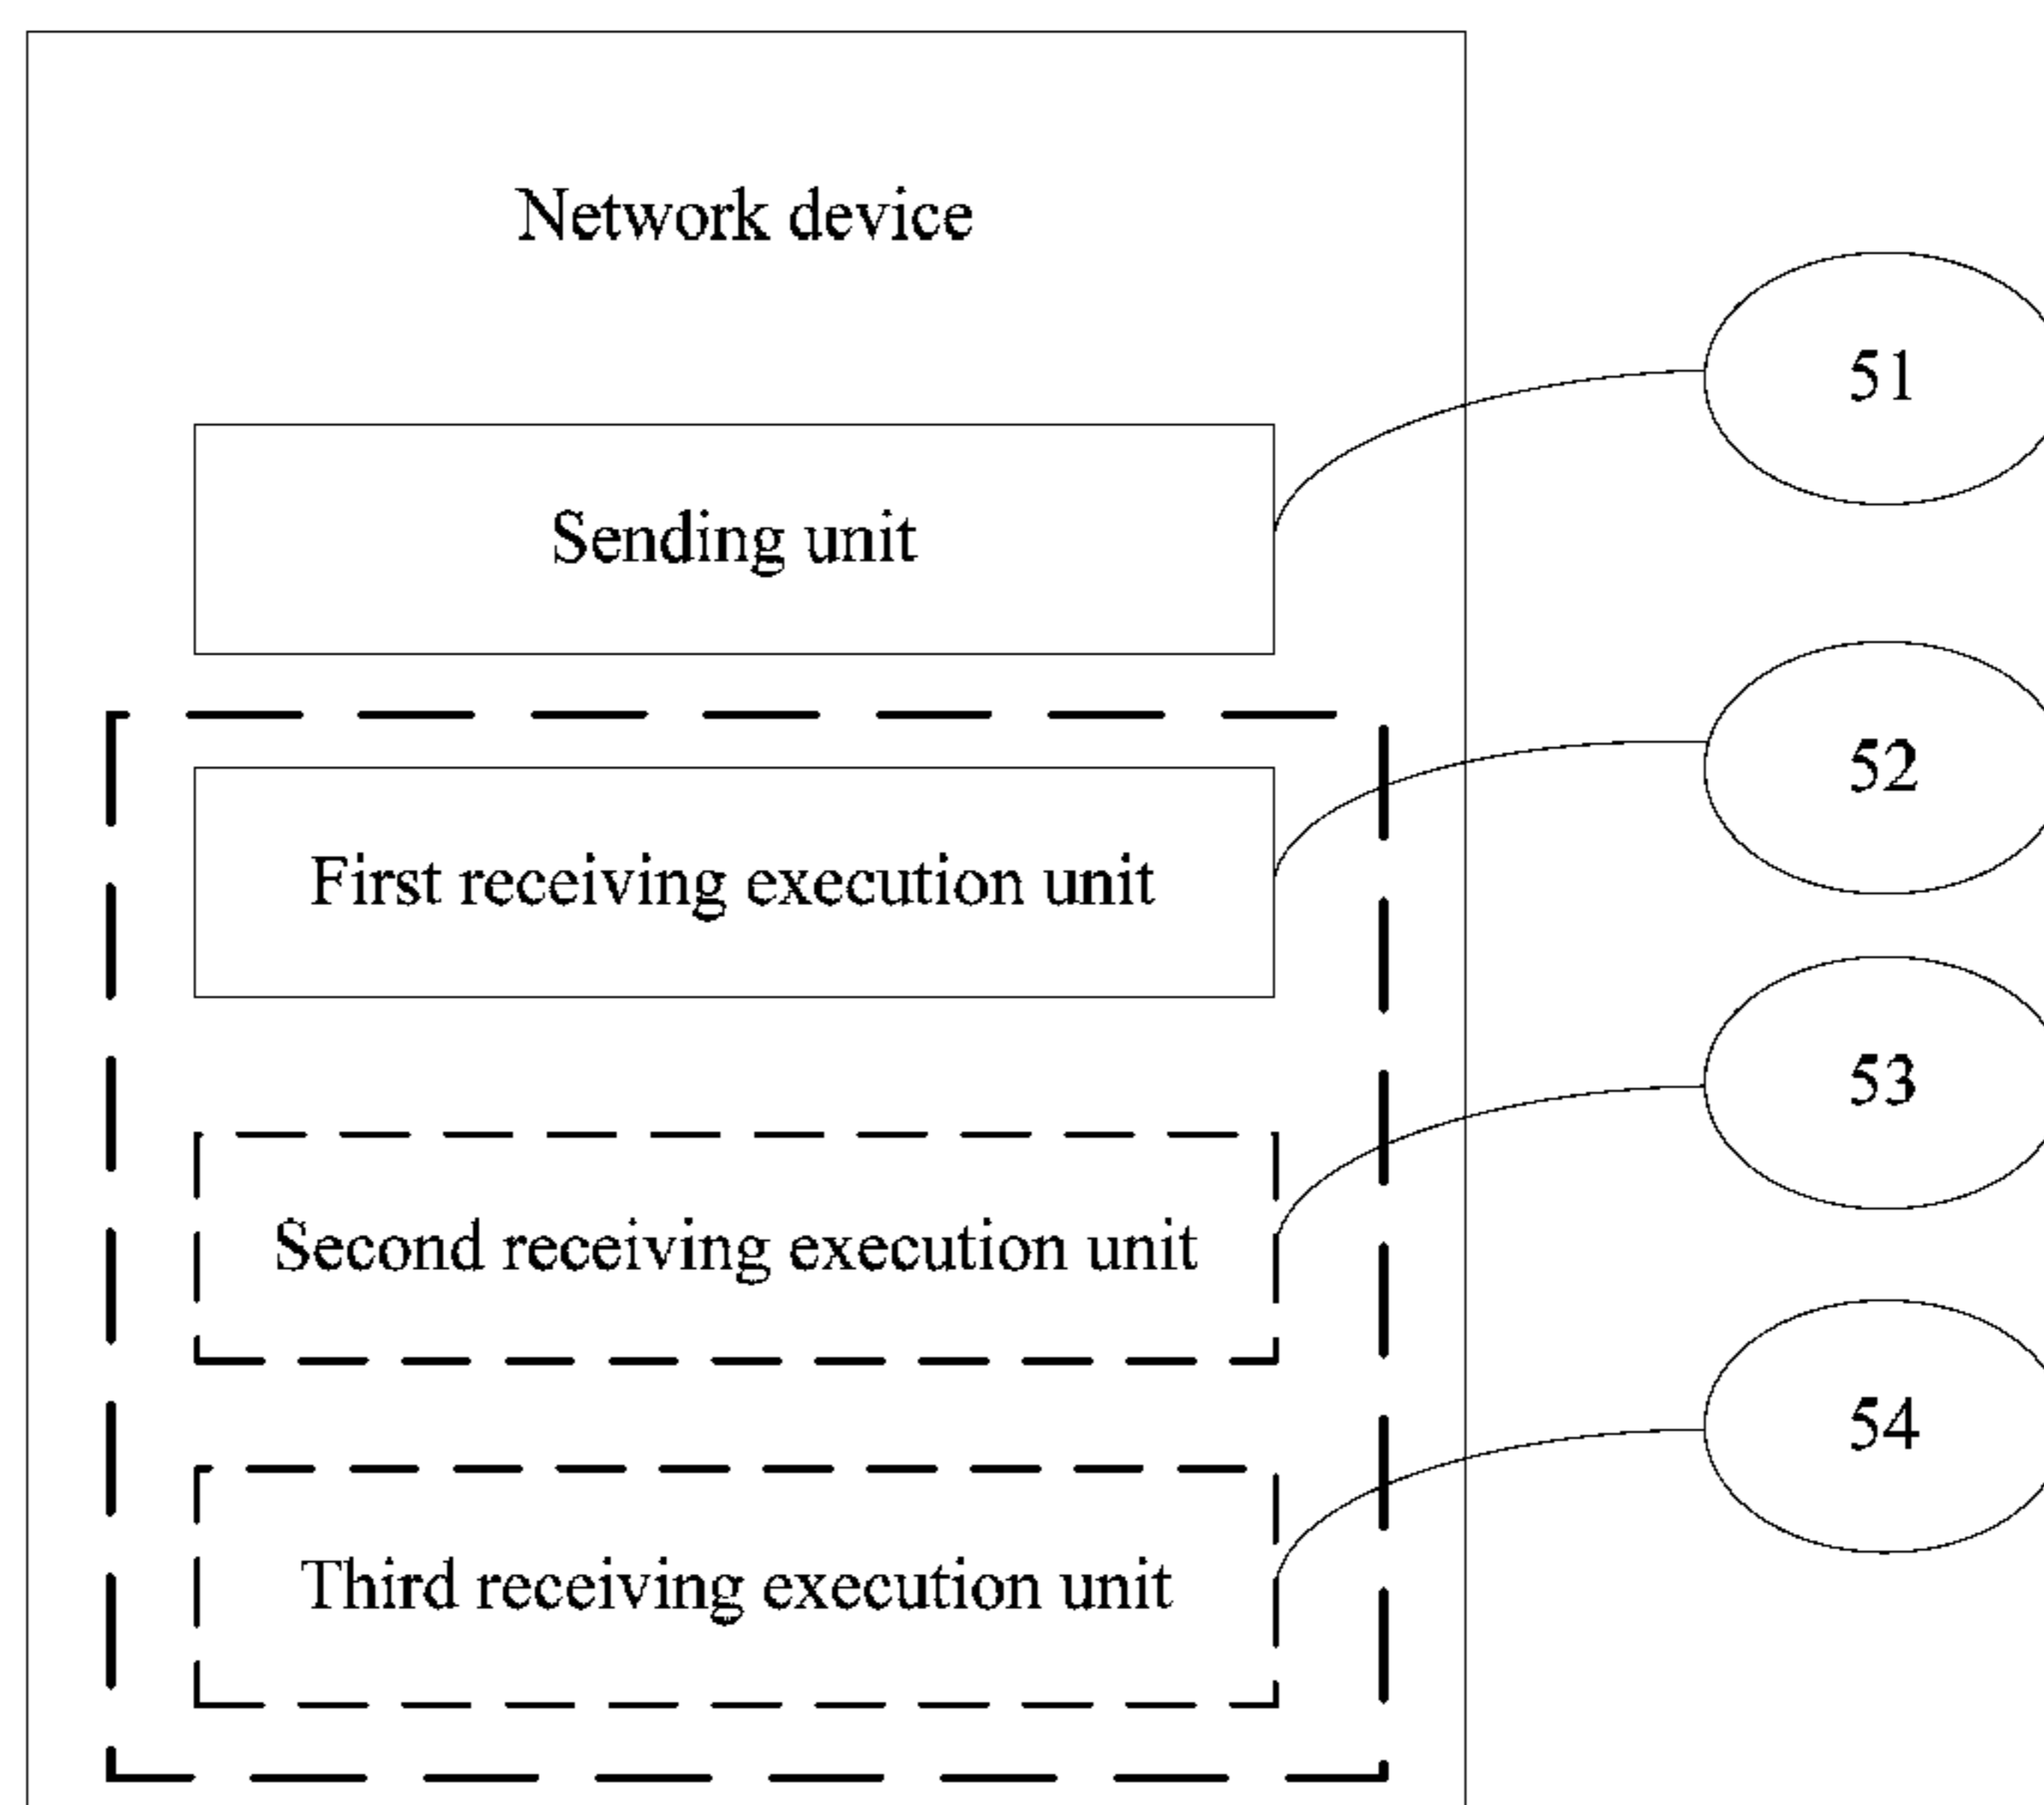 Network device
51
Sending unit
52
First receiving execution unit
53
Second receiving execution unit
54
Third receiving execution unit